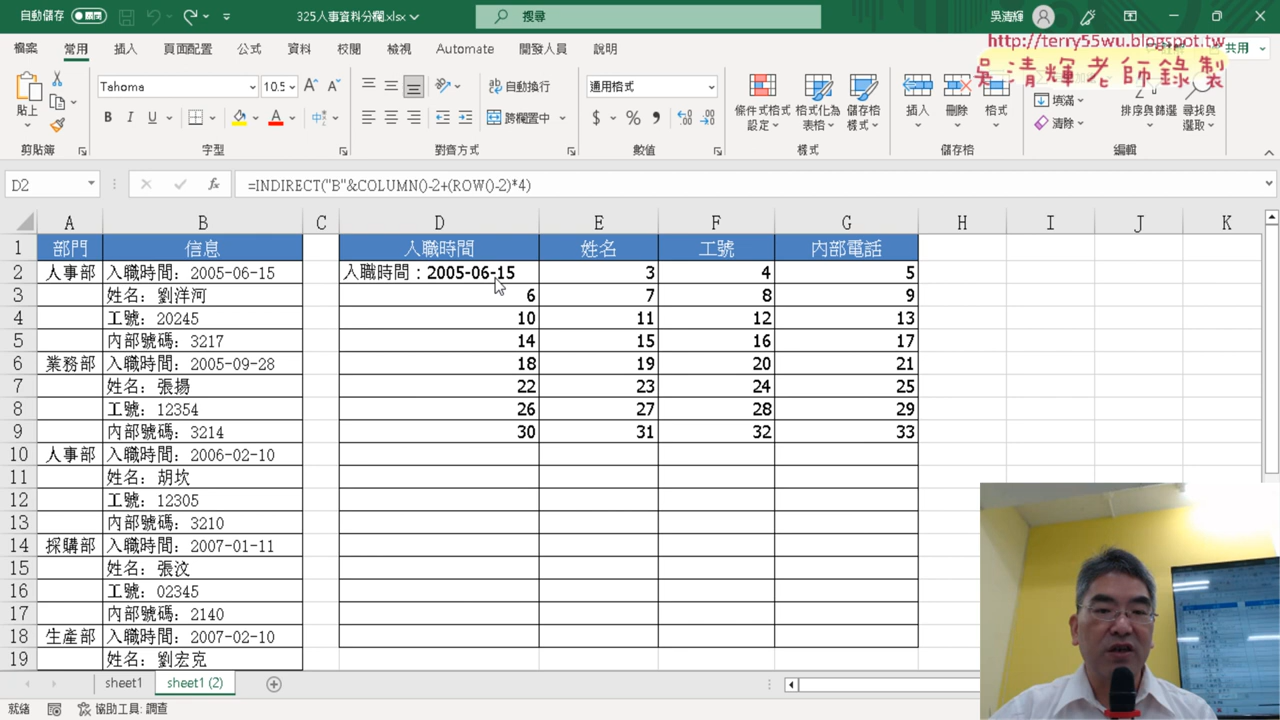 自動儲存
325人事資料分欄.xlsx
搜尋
吳清輝
http://terry55wu.blogspot.tw
吳清輝老師錄製
檔案 常用 插入 頁面配置 公式 資料 校閱 檢視 Automate 開發人員 說明 共用
貼上
Tahoma 10.5
B I U A
自動換行
跨欄置中
通用格式
$ % 9
條件式格式設定 格式化為表格 儲存格樣式
插入 刪除 格式
填滿
清除
排序與篩選 尋找與選取
剪貼簿 字型 對齊方式 數值 樣式 儲存格 編輯
D2 fx =INDIRECT("B"&COLUMN()-2+(ROW()-2)*4)
A B C D E F G H I J K
1 部門 信息 入職時間 姓名 工號 內部電話
2 人事部 入職時間: 2005-06-15 入職時間：2005-06-15 3 4 5
3 姓名: 劉洋河 6 7 8 9
4 工號: 20245 10 11 12 13
5 內部號碼: 3217 14 15 16 17
6 業務部 入職時間: 2005-09-28 18 19 20 21
7 姓名: 張揚 22 23 24 25
8 工號: 12354 26 27 28 29
9 內部號碼: 3214 30 31 32 33
10 人事部 入職時間: 2006-02-10
11 姓名: 胡坎
12 工號: 12305
13 內部號碼: 3210
14 採購部 入職時間: 2007-01-11
15 姓名: 張汶
16 工號: 02345
17 內部號碼: 2140
18 生產部 入職時間: 2007-02-10
19 姓名: 劉宏克
sheet1 sheet1 (2)
就緒 協助工具: 調查